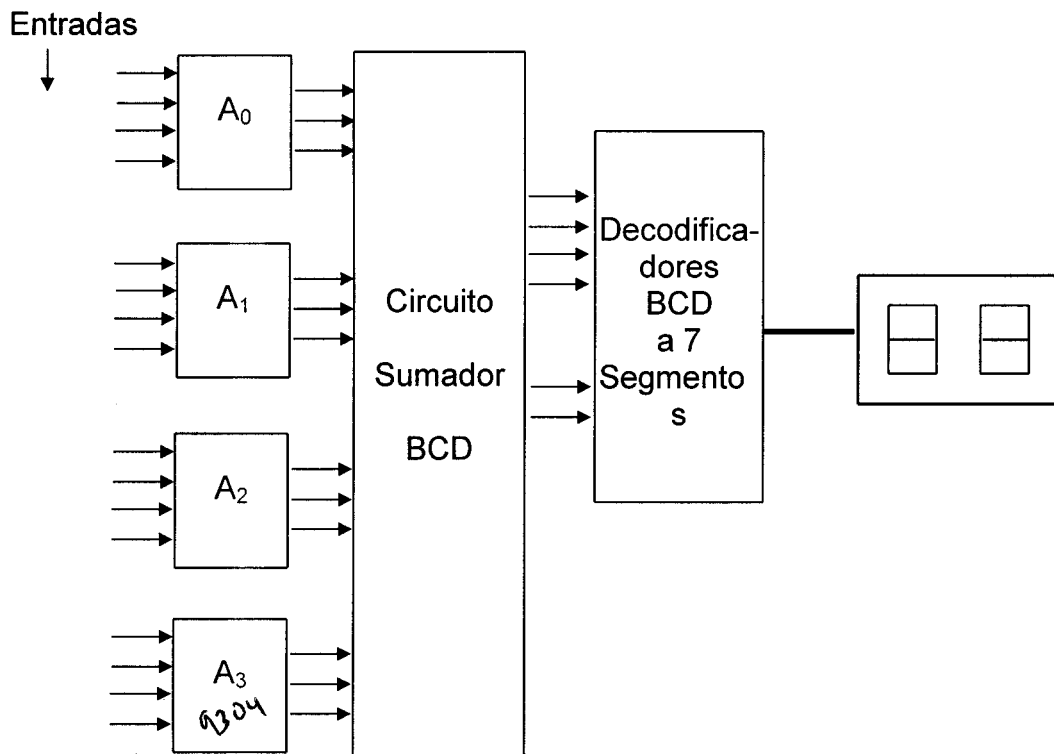 Entradas
A₀
A₁
A₂
A₃
9304
Circuito
Sumador
BCD
Decodifica-
dores
BCD
a 7
Segmento
s